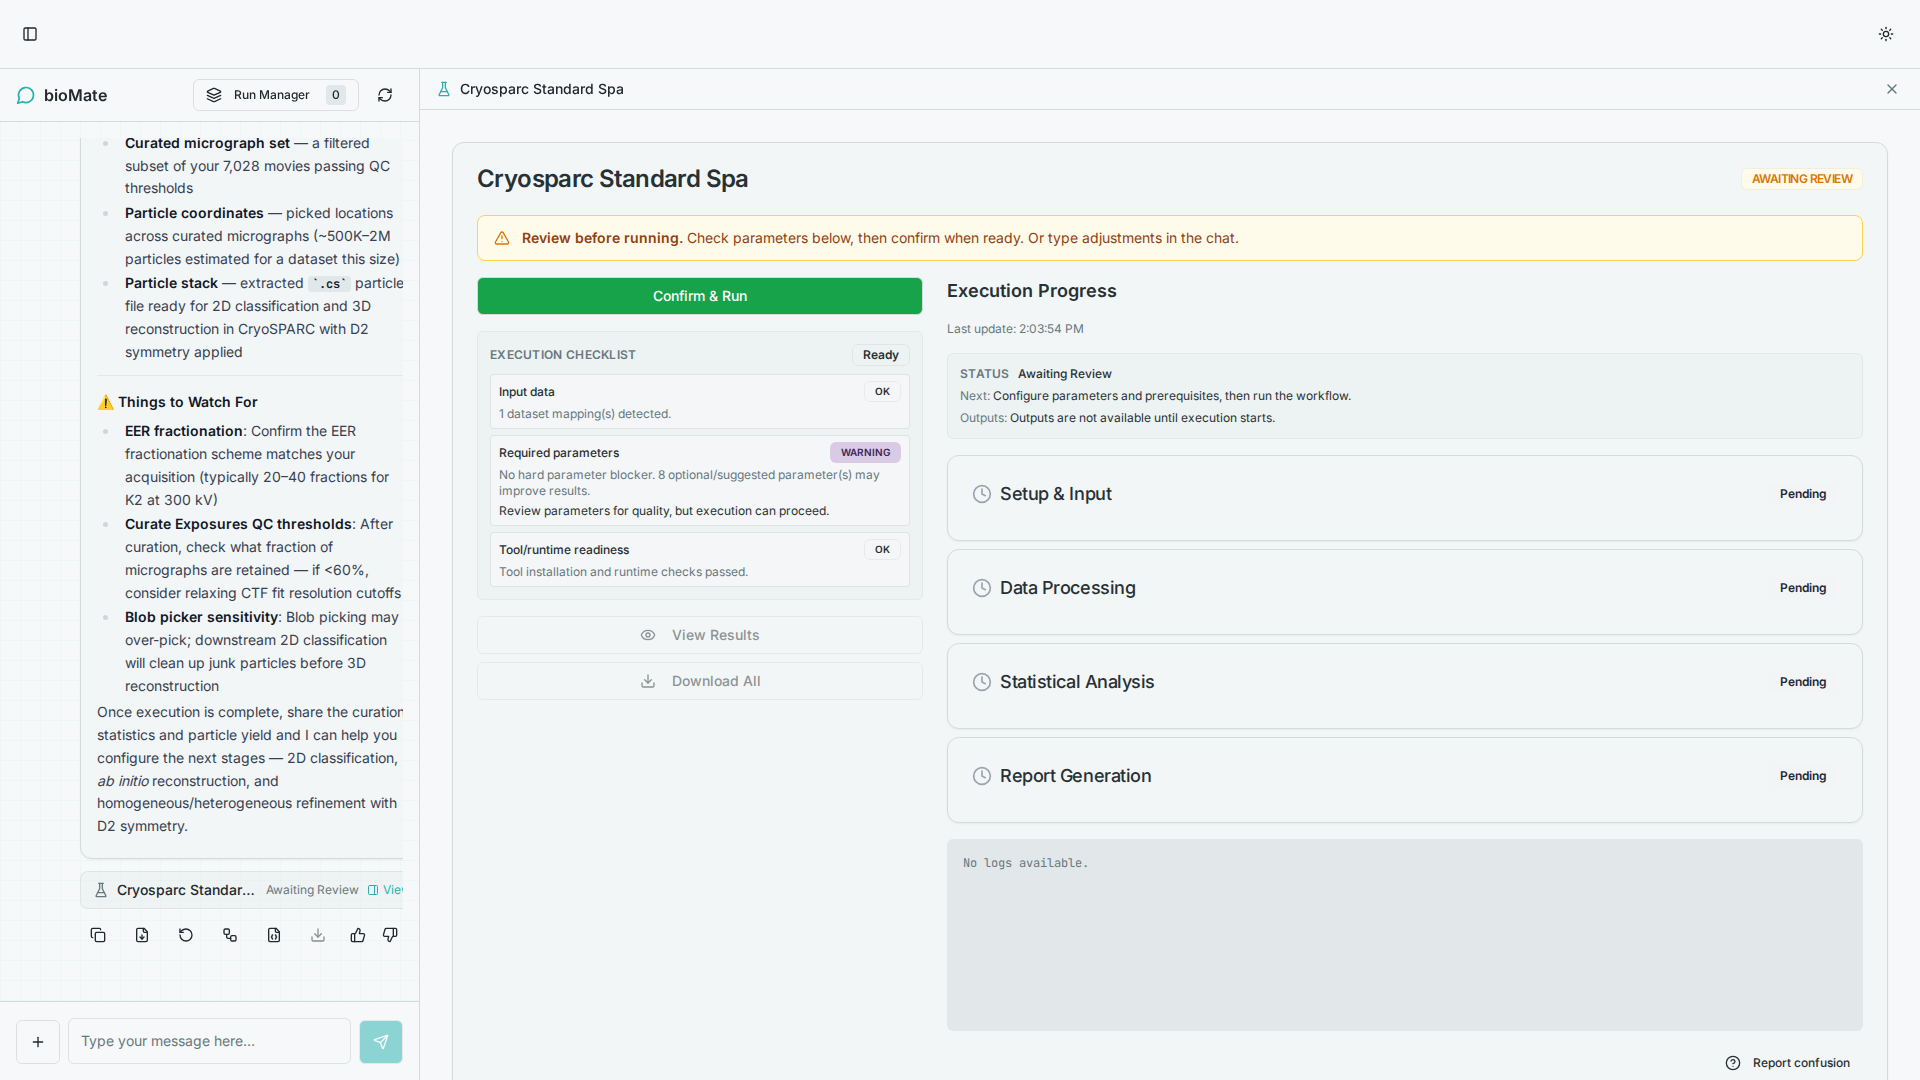 bioMate
Run Manager 0
Curated micrograph set — a filtered
subset of your 7,028 movies passing QC
thresholds
Particle coordinates — picked locations
across curated micrographs (~500K–2M
particles estimated for a dataset this size)
Particle stack — extracted `.cs` particle
file ready for 2D classification and 3D
reconstruction in CryoSPARC with D2
symmetry applied
⚠️ Things to Watch For
EER fractionation: Confirm the EER
fractionation scheme matches your
acquisition (typically 20–40 fractions for
K2 at 300 kV)
Curate Exposures QC thresholds: After
curation, check what fraction of
micrographs are retained — if <60%,
consider relaxing CTF fit resolution cutoffs
Blob picker sensitivity: Blob picking may
over-pick; downstream 2D classification
will clean up junk particles before 3D
reconstruction
Once execution is complete, share the curation
statistics and particle yield and I can help you
configure the next stages — 2D classification,
ab initio reconstruction, and
homogeneous/heterogeneous refinement with
D2 symmetry.
Cryosparc Standar... Awaiting Review View
Type your message here...
Cryosparc Standard Spa
Cryosparc Standard Spa
AWAITING REVIEW
Review before running. Check parameters below, then confirm when ready. Or type adjustments in the chat.
Confirm & Run
EXECUTION CHECKLIST Ready
Input data OK
1 dataset mapping(s) detected.
Required parameters WARNING
No hard parameter blocker. 8 optional/suggested parameter(s) may
improve results.
Review parameters for quality, but execution can proceed.
Tool/runtime readiness OK
Tool installation and runtime checks passed.
View Results
Download All
Execution Progress
Last update: 2:03:54 PM
STATUS Awaiting Review
Next: Configure parameters and prerequisites, then run the workflow.
Outputs: Outputs are not available until execution starts.
Setup & Input Pending
Data Processing Pending
Statistical Analysis Pending
Report Generation Pending
No logs available.
Report confusion